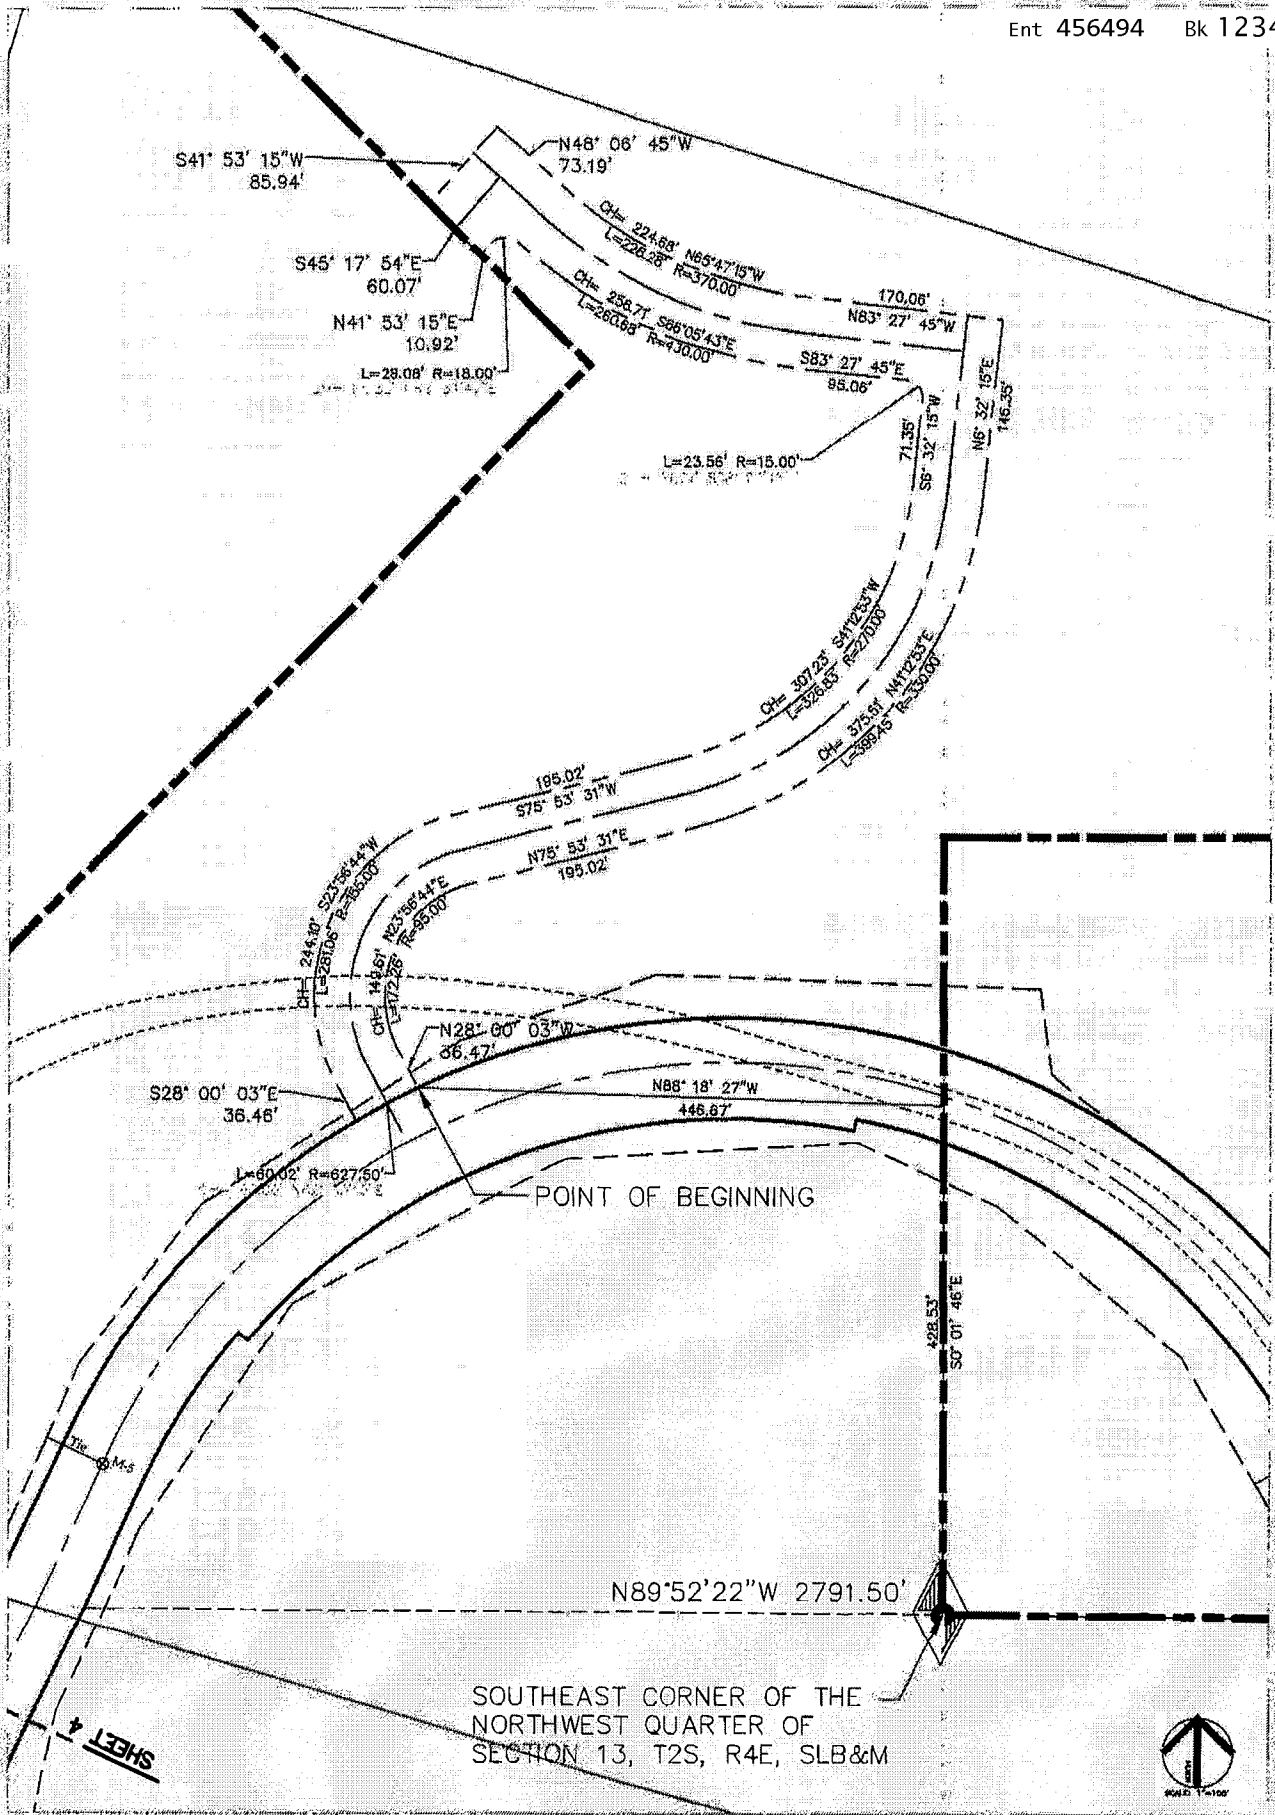 Ent 456494 Bk 1234
S41° 53' 15"W
85.94'
N48° 06' 45"W
73.19'
CH= 224.68' N65°47'15"W
L=228.28' R=370.00'
S45° 17' 54"E
60.07'
CH= 256.71' S66°05'43"E
L=260.68' R=430.00'
170.06'
N83° 27' 45"W
N41° 53' 15"E
10.92'
S83° 27' 45"E
95.06'
L=28.08' R=18.00'
N6° 32' 15"E
146.35'
71.35'
S6° 32' 15"W
L=23.56' R=15.00'
CH= 307.23' S41°12'53"W
L=326.83' R=270.00'
CH= 375.51' N41°12'53"E
L=399.45' R=330.00'
195.02'
S75° 53' 31"W
N75° 53' 31"E
195.02'
CH= 244.10' S23°56'44"W
L=281.06' R=155.00'
CH= 149.61' N23°56'44"E
L=172.26' R=95.00'
N28° 00' 03"W
36.47'
S28° 00' 03"E
36.46'
N88° 18' 27"W
446.67'
L=60.02' R=627.50'
POINT OF BEGINNING
428.53'
S0° 01' 46"E
Tie
M-5
N89°52'22"W 2791.50'
SOUTHEAST CORNER OF THE
NORTHWEST QUARTER OF
SECTION 13, T2S, R4E, SLB&M
SHEET 4
SCALE: 1"=100'